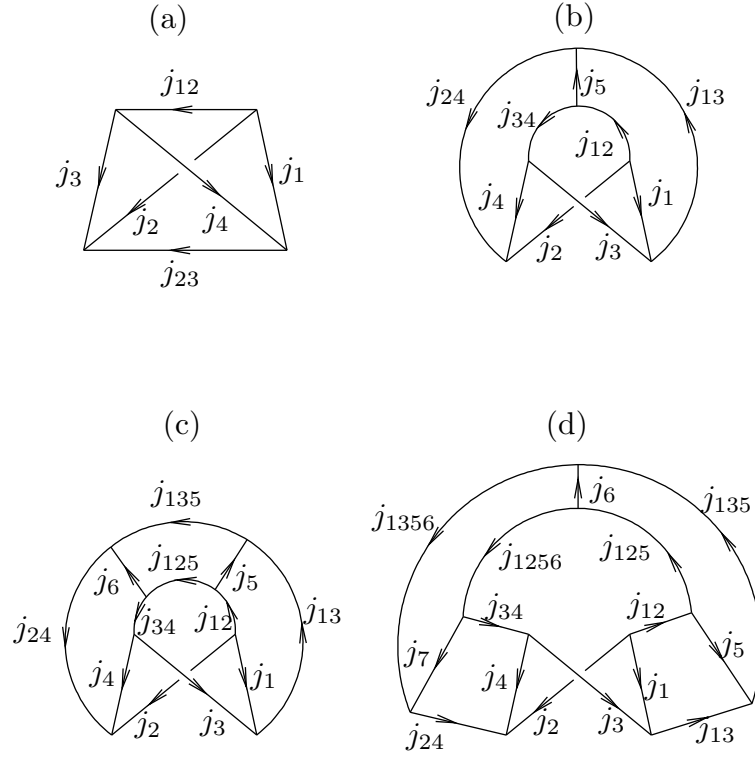 (a)
j₁₂
j₃
j₁
j₂
j₄
j₂₃
(b)
j₅
j₂₄
j₁₃
j₃₄
j₁₂
j₄
j₁
j₂
j₃
(c)
j₁₃₅
j₁₂₅
j₆
j₅
j₂₄
j₃₄
j₁₂
j₁₃
j₄
j₁
j₂
j₃
(d)
j₆
j₁₃₅₆
j₁₃₅
j₁₂₅₆
j₁₂₅
j₃₄
j₁₂
j₇
j₅
j₄
j₁
j₂₄
j₂
j₃
j₁₃